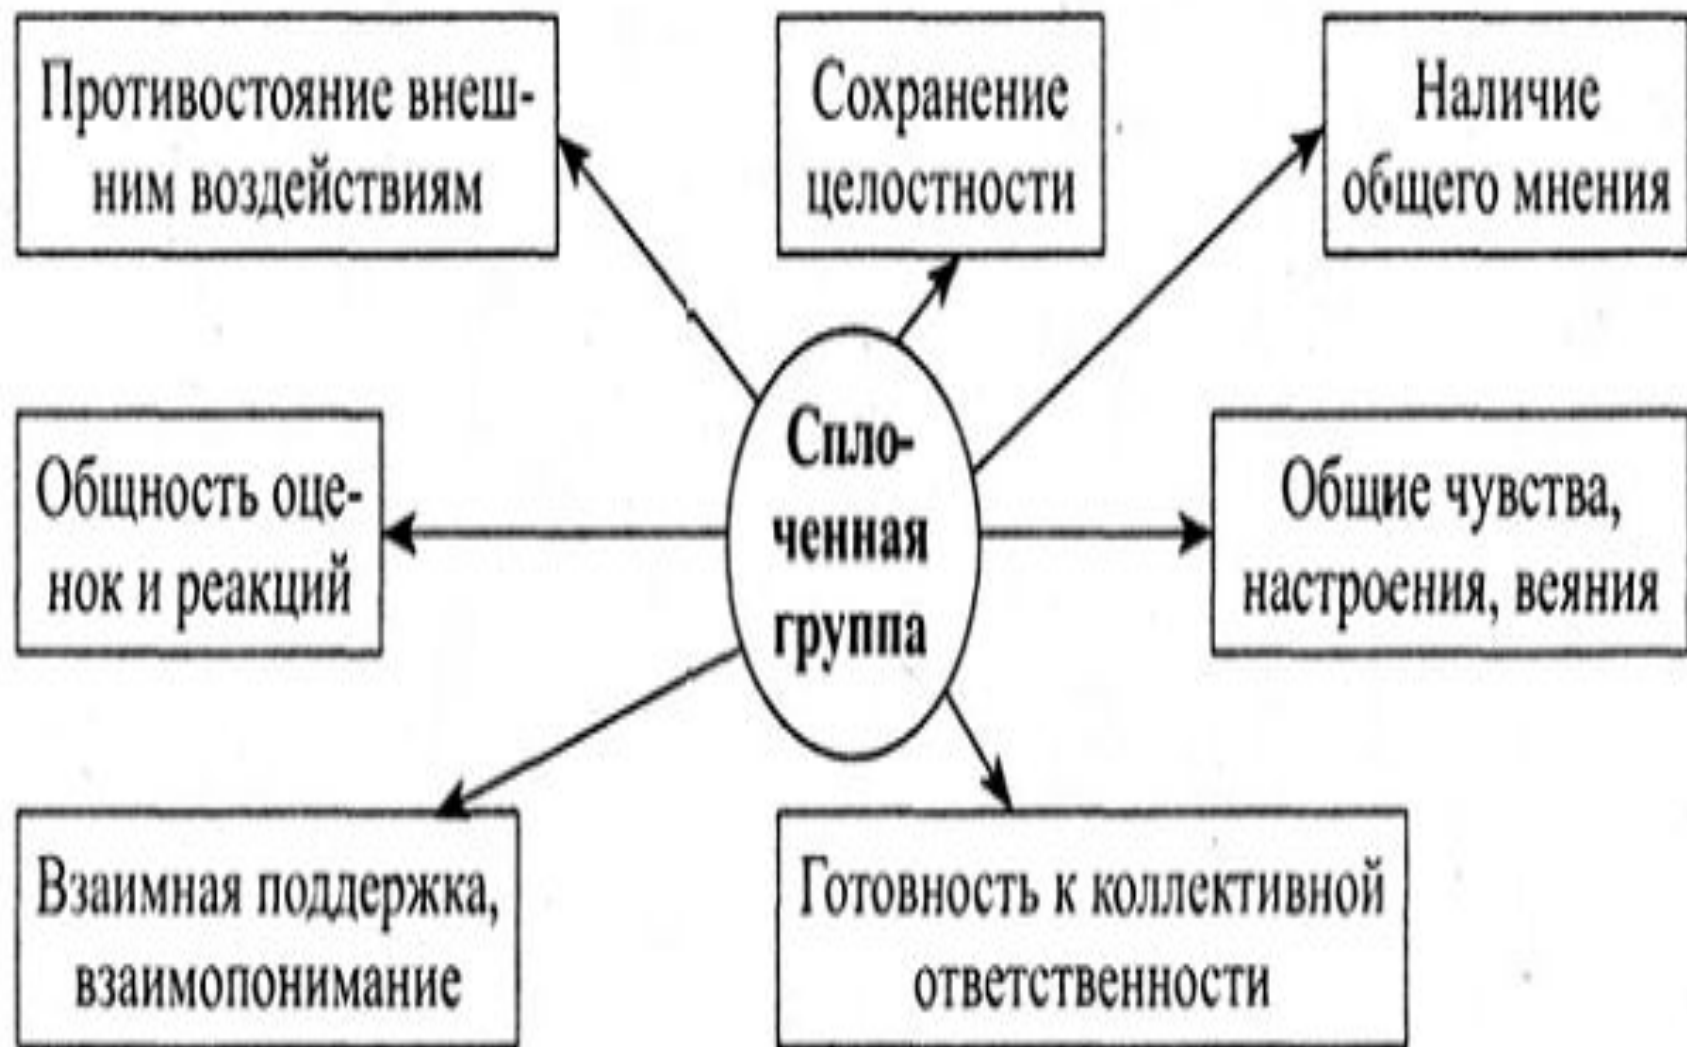 Противостояние внеш-
ним воздействиям
Сохранение
целостности
Наличие
общего мнения
Общность оце-
нок и реакций
Спло-
ченная
группа
Общие чувства,
настроения, веяния
Взаимная поддержка,
взаимопонимание
Готовность к коллективной
ответственности